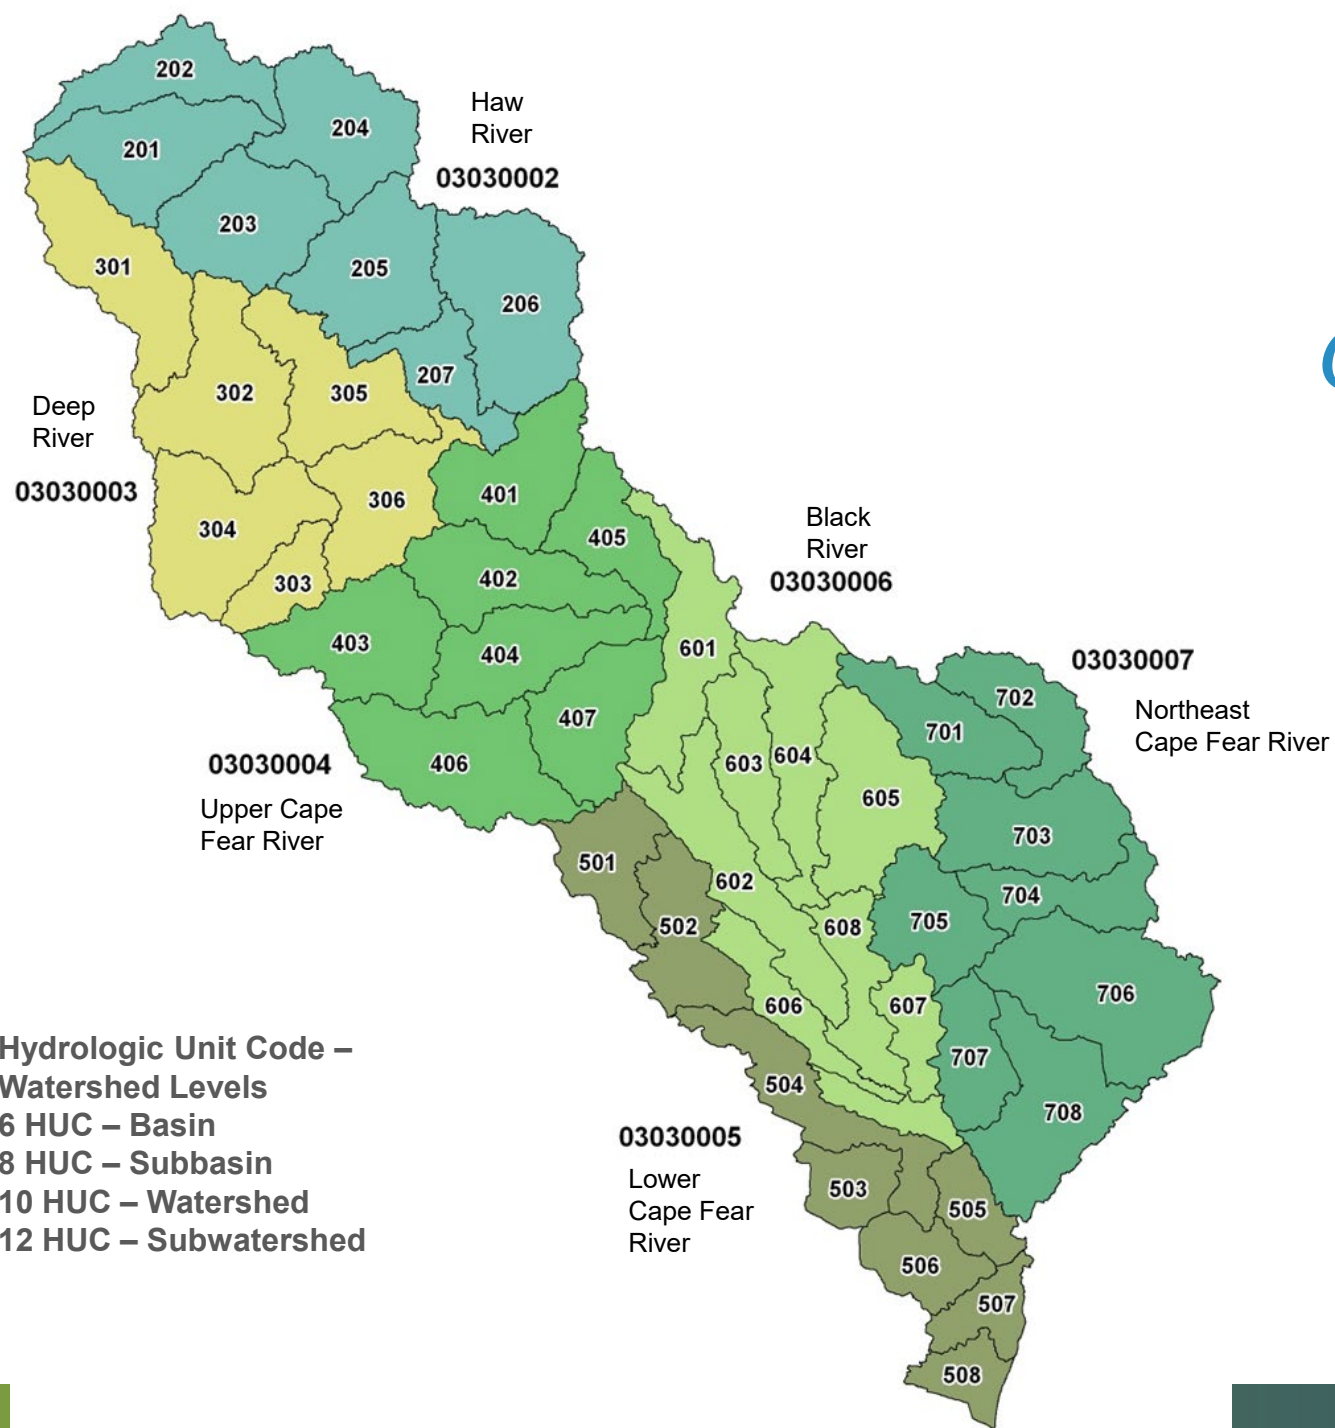 202
204
201
203
205
206
207
Haw
River
03030002
301
302
305
304
306
303
Deep
River
03030003
401
405
402
403
404
407
406
03030004
Upper Cape
Fear River
Black
River
03030006
601
603
604
605
602
608
606
607
03030007
Northeast
Cape Fear River
702
701
703
704
705
706
707
708
501
502
504
503
505
506
507
508
03030005
Lower
Cape Fear
River
Hydrologic Unit Code –
Watershed Levels
6 HUC – Basin
8 HUC – Subbasin
10 HUC – Watershed
12 HUC – Subwatershed